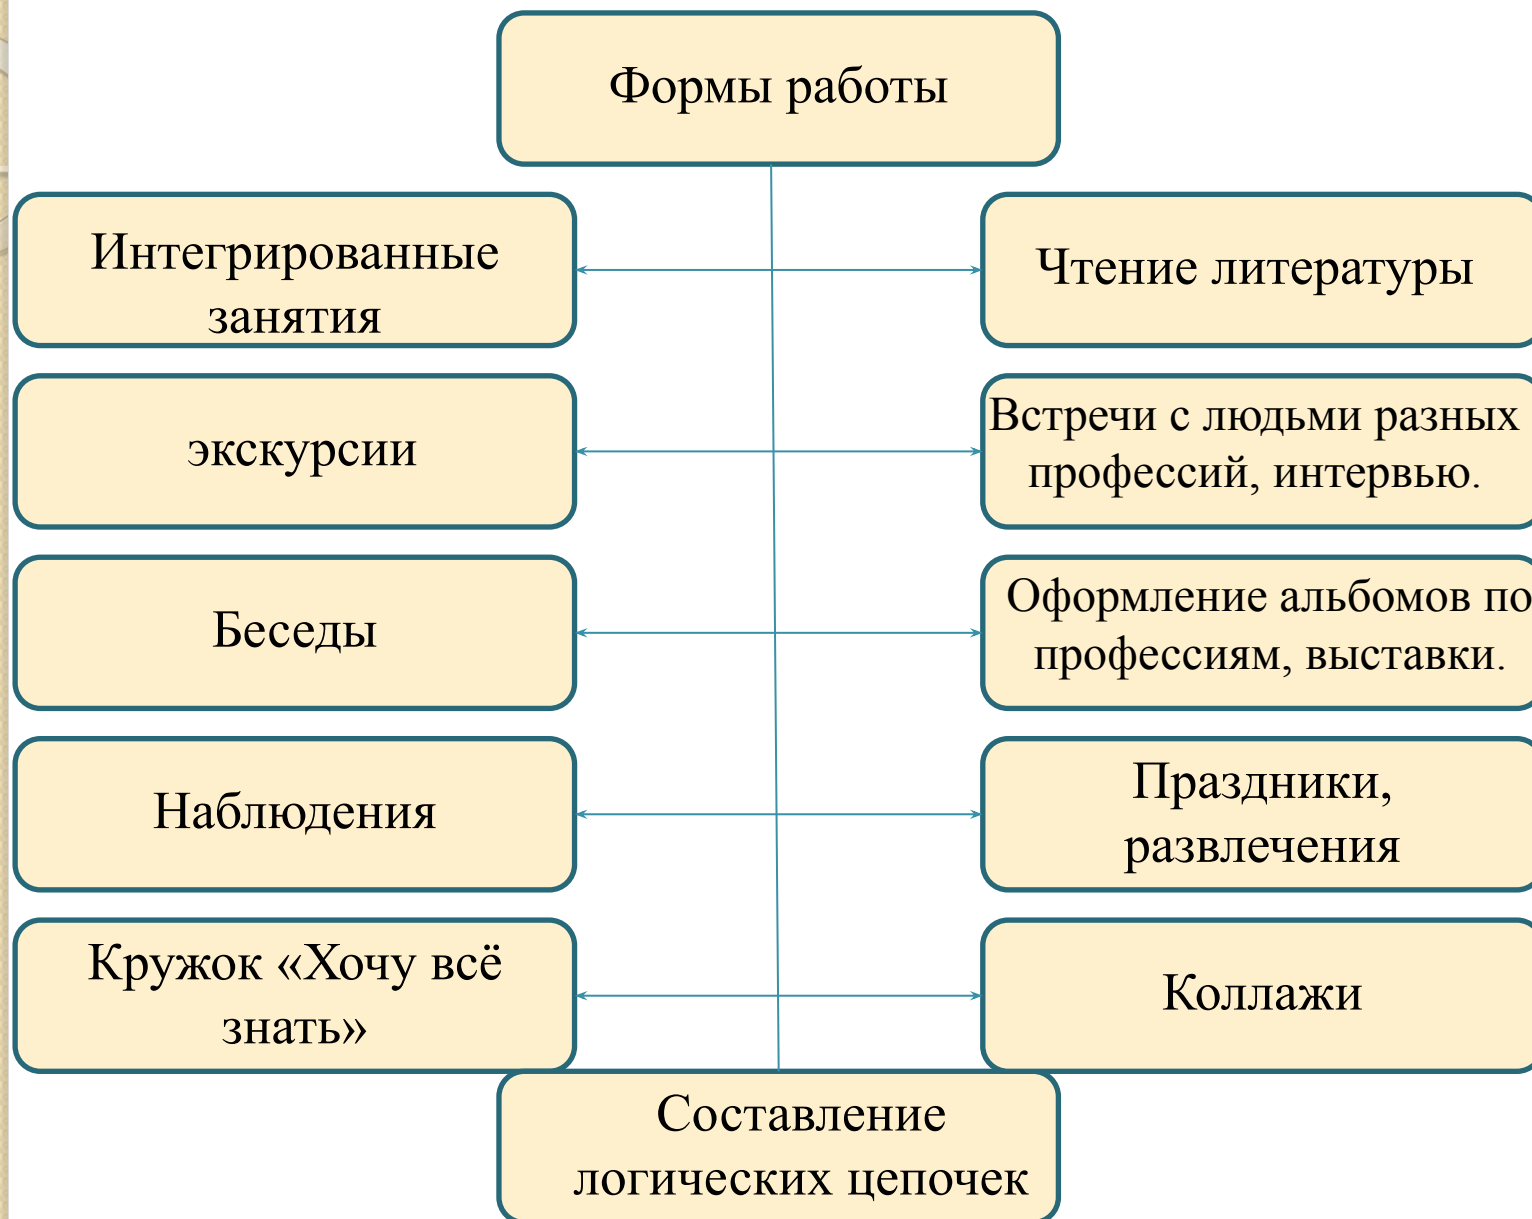 Формы работы
Интегрированные
занятия
Чтение литературы
экскурсии
Встречи с людьми разных
профессий, интервью.
Беседы
Оформление альбомов по
профессиям, выставки.
Наблюдения
Праздники,
развлечения
Кружок «Хочу всё
знать»
Коллажи
Составление
логических цепочек